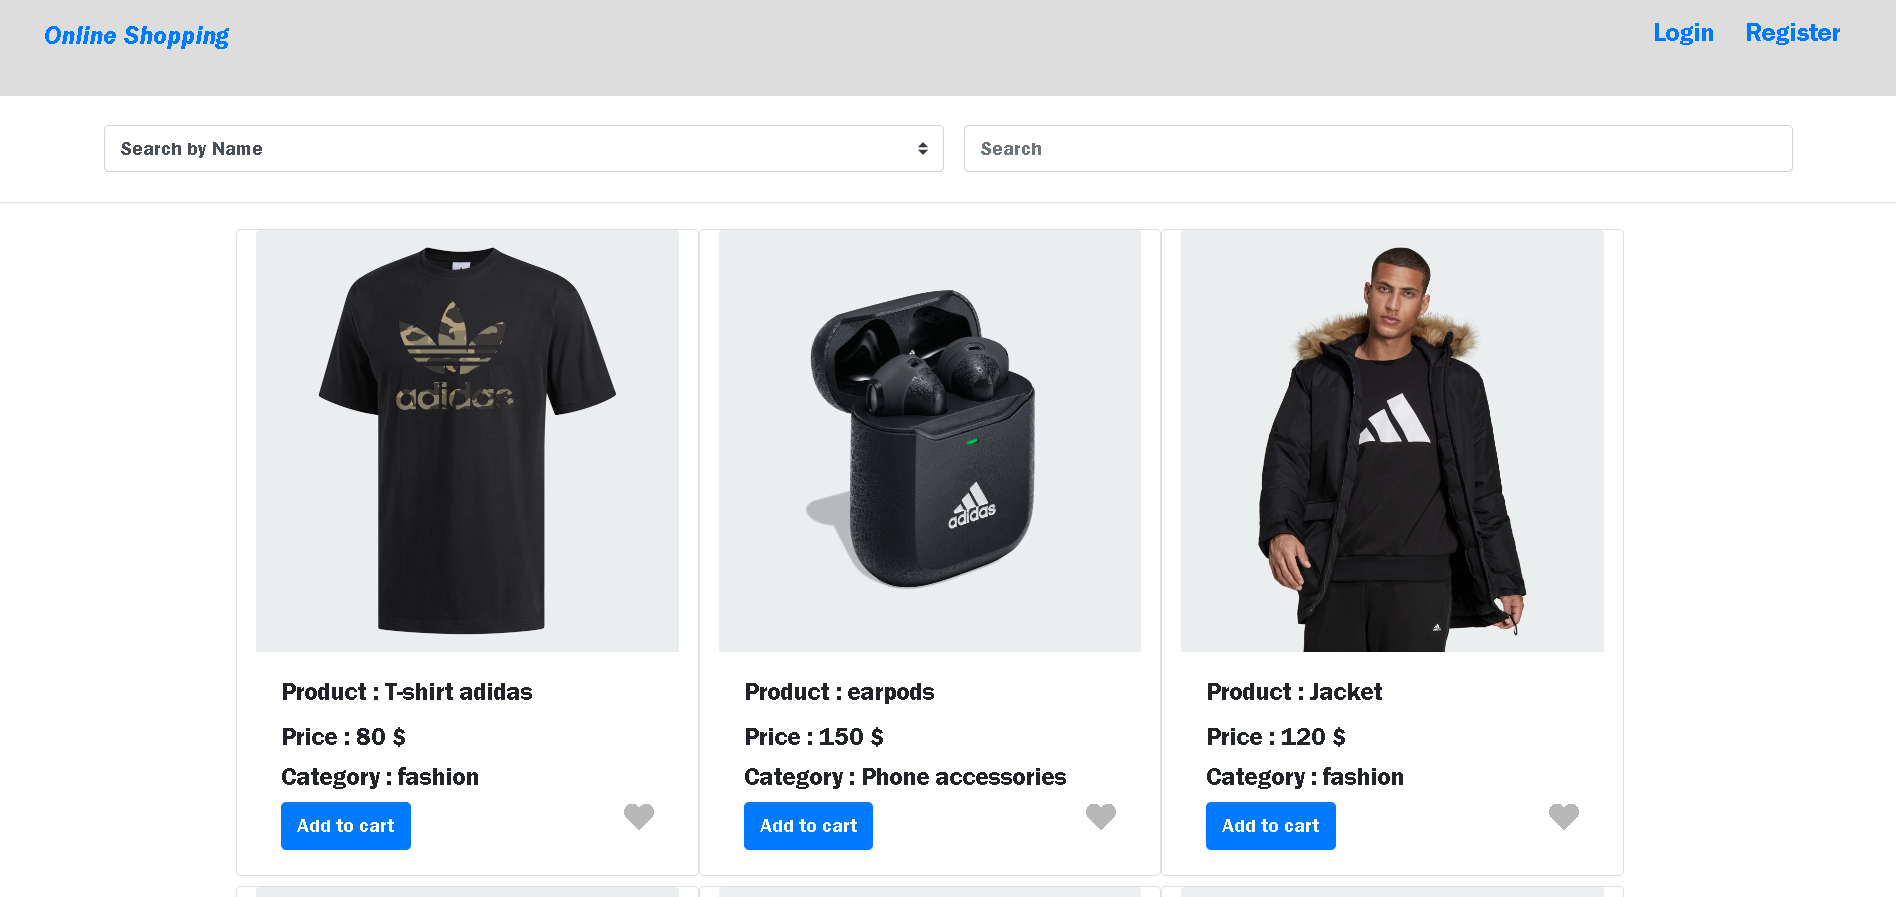 Online Shopping
Login Register
Search by Name
Search
adidas
adidas
Product : T-shirt adidas
Price : 80 $
Category : fashion
Add to cart
Product : earpods
Price : 150 $
Category : Phone accessories
Add to cart
Product : Jacket
Price : 120 $
Category : fashion
Add to cart